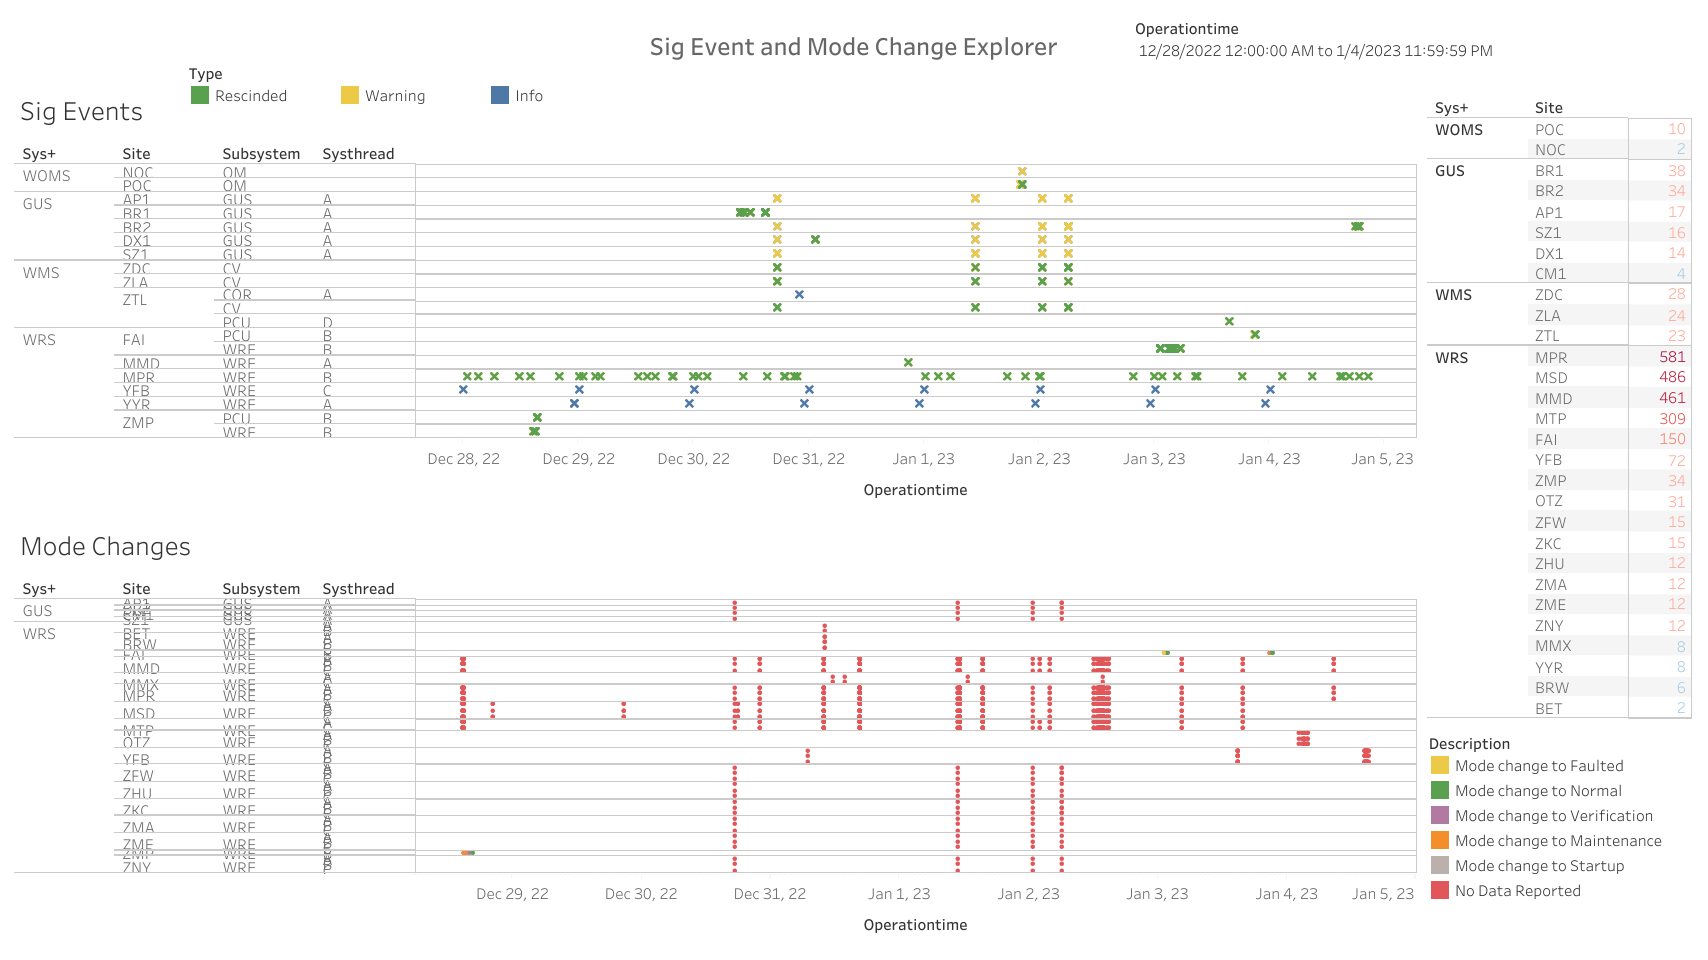 Sig Event and Mode Change Explorer
Operationtime
12/28/2022 12:00:00 AM to 1/4/2023 11:59:59 PM
Type
Rescinded Warning Info
Sig Events
Sys+ Site Subsystem Systhread
WOMS NOC OM
POC OM
GUS AP1 GUS A
BR1 GUS A
BR2 GUS A
DX1 GUS A
SZ1 GUS A
WMS ZDC CV
ZLA CV
ZTL COR A
CV
PCU D
WRS FAI PCU B
WRE B
MMD WRE A
MPR WRE B
YFB WRE C
YYR WRE A
ZMP PCU B
WRE B
Dec 28, 22 Dec 29, 22 Dec 30, 22 Dec 31, 22 Jan 1, 23 Jan 2, 23 Jan 3, 23 Jan 4, 23 Jan 5, 23
Operationtime
Mode Changes
Sys+ Site Subsystem Systhread
GUS AP1 GUS A
CM1 GUS A
SZ1 GUS A
WRS
BET WRE
BRW WRE
FAI WRE
MMD WRE
MMX WRE
MPR WRE
MSD WRE
MTP WRE
OTZ WRE
YFB WRE
ZFW WRE
ZHU WRE
ZKC WRE
ZMA WRE
ZME WRE
ZMP WRE
ZNY WRE
Dec 29, 22 Dec 30, 22 Dec 31, 22 Jan 1, 23 Jan 2, 23 Jan 3, 23 Jan 4, 23 Jan 5, 23
Operationtime
Sys+ Site
WOMS POC 10
NOC 2
GUS BR1 38
BR2 34
AP1 17
SZ1 16
DX1 14
CM1 4
WMS ZDC 28
ZLA 24
ZTL 23
WRS MPR 581
MSD 486
MMD 461
MTP 309
FAI 150
YFB 72
ZMP 34
OTZ 31
ZFW 15
ZKC 15
ZHU 12
ZMA 12
ZME 12
ZNY 12
MMX 8
YYR 8
BRW 6
BET 2
Description
Mode change to Faulted
Mode change to Normal
Mode change to Verification
Mode change to Maintenance
Mode change to Startup
No Data Reported